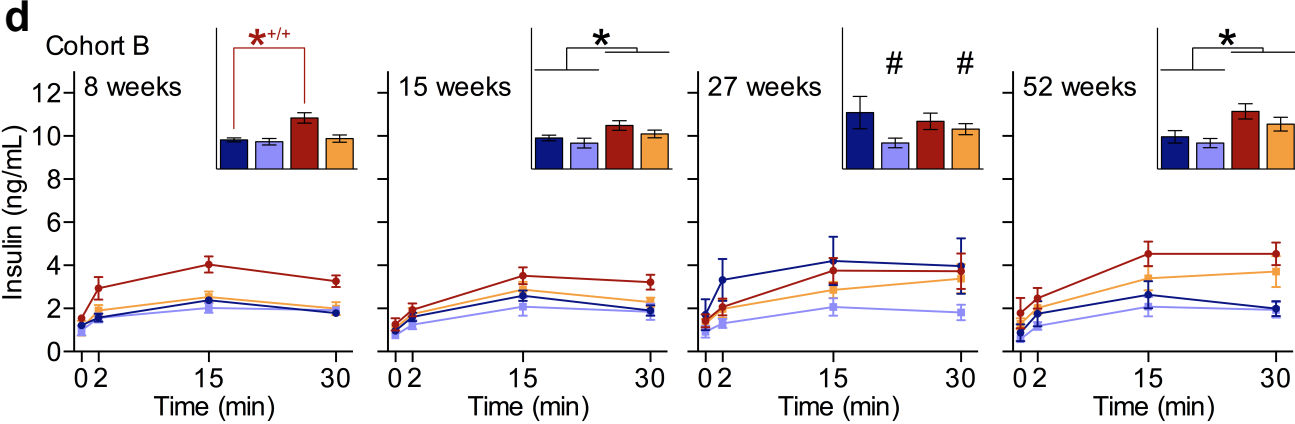 d
Cohort B
Insulin (ng/mL)
8 weeks
*+/+
12
10
8
6
4
2
0
0 2 15 30
Time (min)
15 weeks
*
0 2 15 30
Time (min)
27 weeks
# #
0 2 15 30
Time (min)
52 weeks
*
0 2 15 30
Time (min)